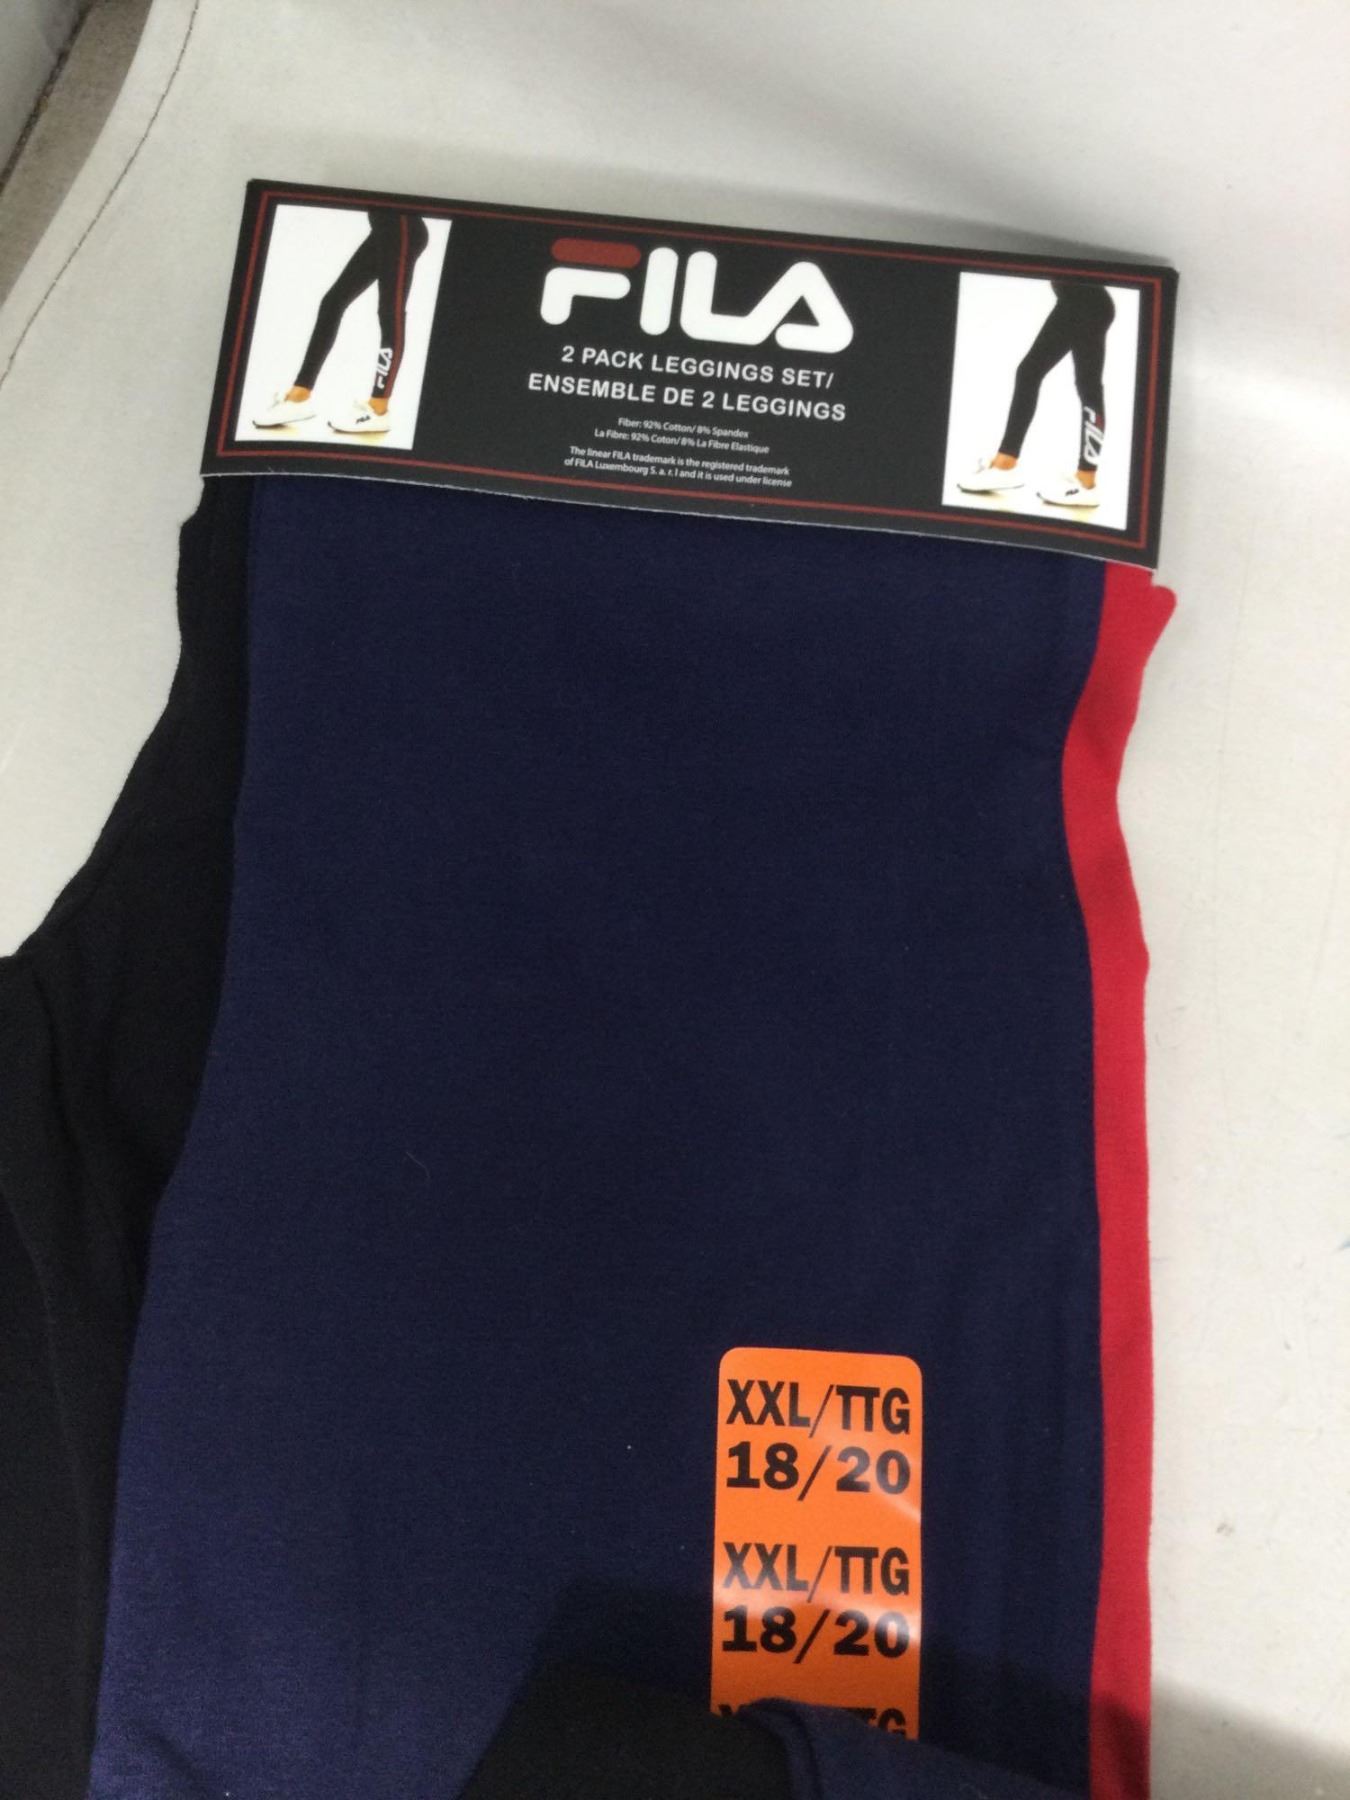 FILA
2 PACK LEGGINGS SET/
ENSEMBLE DE 2 LEGGINGS
Fiber: 92% Cotton/ 8% Spandex
La Fibre: 92% Coton/ 8% La Fibre Elastique
The linear FILA trademark is the registered trademark
of FILA Luxembourg S. a. r. l and it is used under license
FILA
FILA
XXL/TTG
18/20
XXL/TTG
18/20